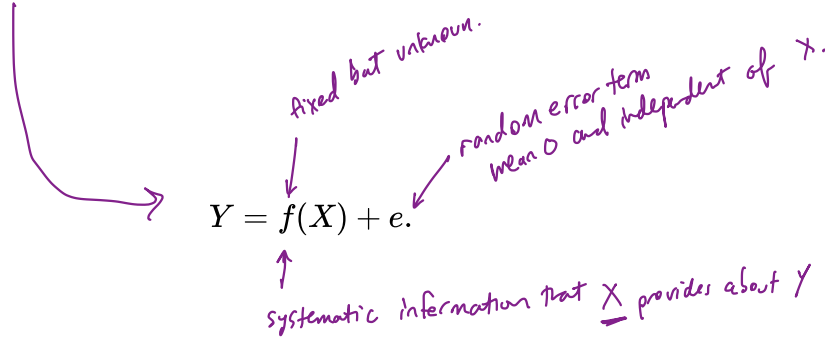 fixed but unknown.
random error term
mean 0 and independent of X.
Y = f(X) + e.
systematic information that X provides about Y